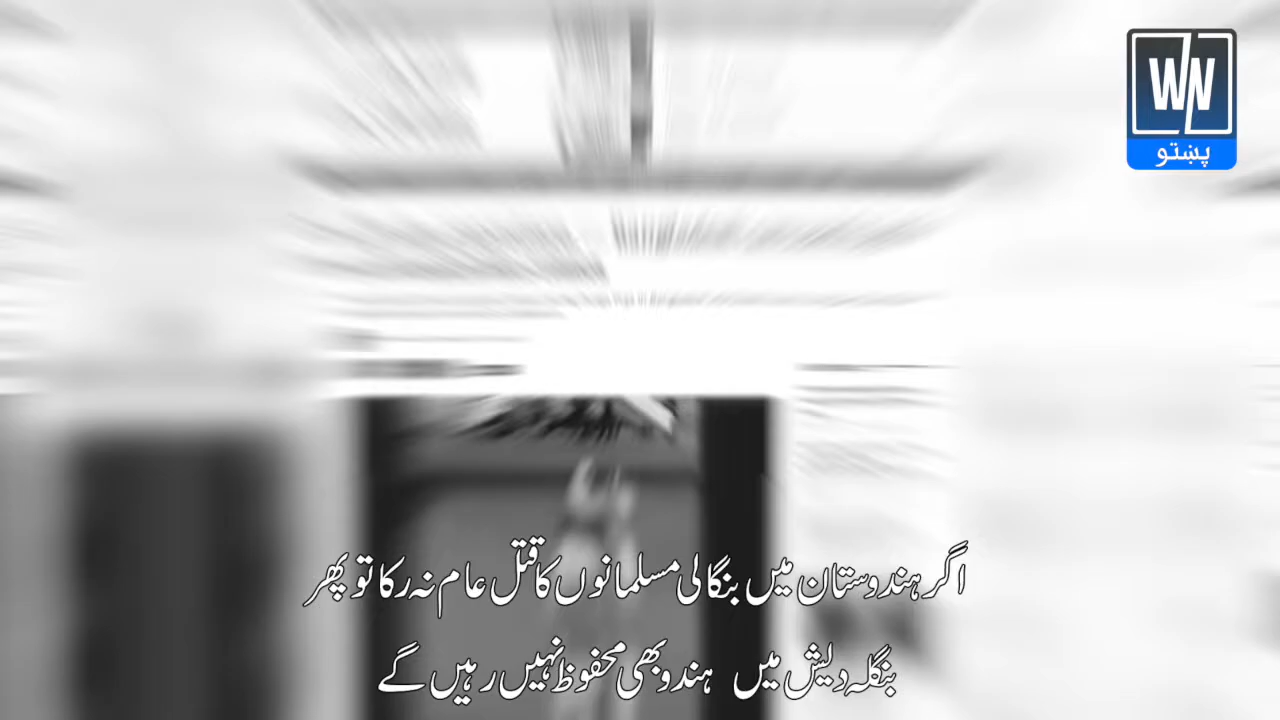 WN
پښتو
اگر ہندوستان میں بنگالی مسلمانوں کا قتل عام نہ رکا تو پھر
بنگلہ دیش میں ہندو بھی محفوظ نہیں رہیں گے